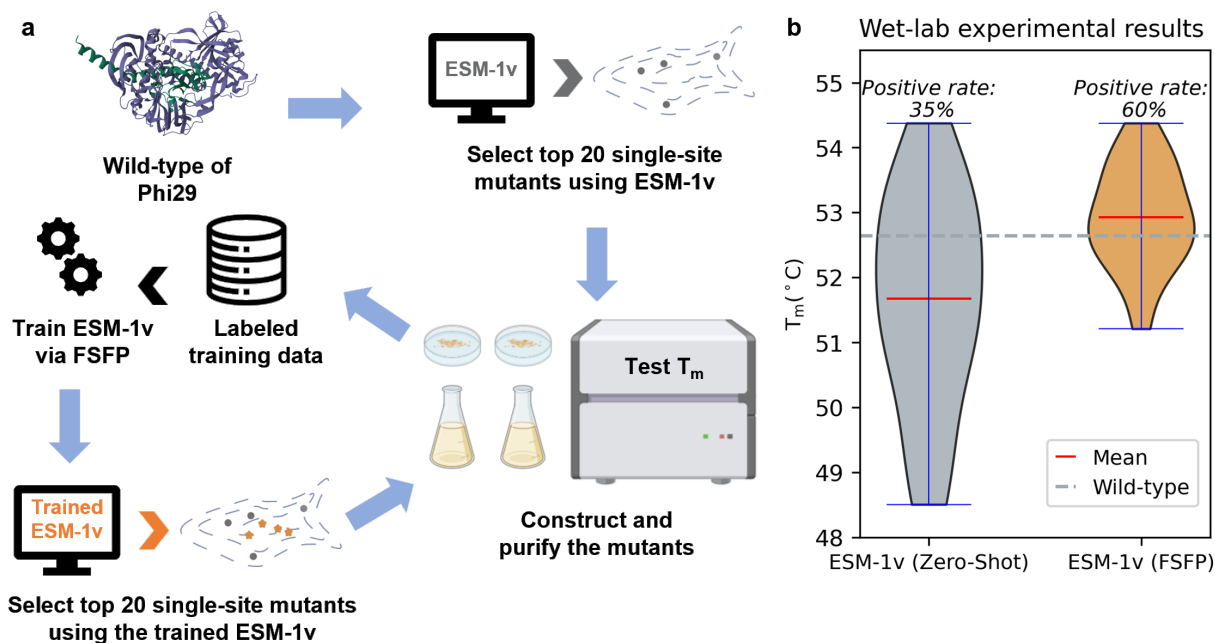 a
ESM-1v
Wild-type of
Phi29
Select top 20 single-site
mutants using ESM-1v
Train ESM-1v
via FSFP
Labeled
training data
Test Tm
Trained
ESM-1v
Construct and
purify the mutants
Select top 20 single-site mutants
using the trained ESM-1v
b
Wet-lab experimental results
Positive rate:
35%
Positive rate:
60%
55
54
53
52
51
50
49
48
Tm(°C)
Mean
Wild-type
ESM-1v (Zero-Shot)
ESM-1v (FSFP)